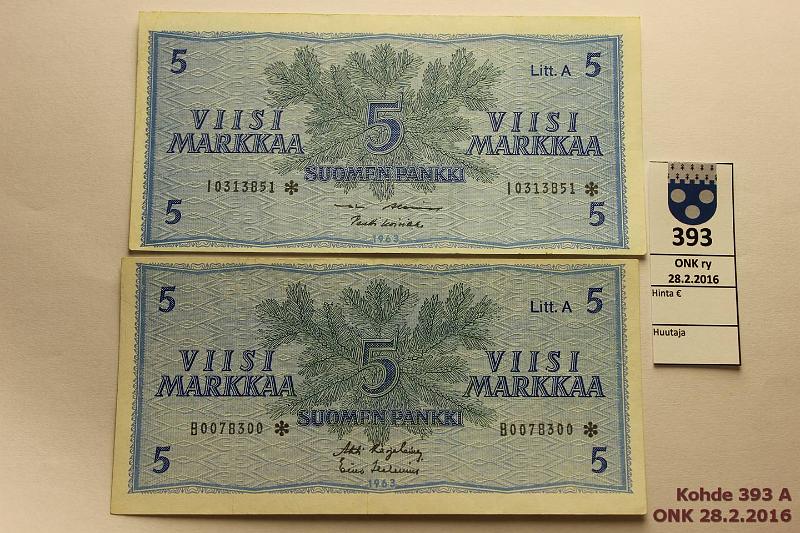 5 Litt. A 5
VIISI MARKKAA 5 VIISI MARKKAA
SUOMEN PANKKI
I0313851 * I0313851 *
5 5
1963
5 Litt. A 5
VIISI MARKKAA 5 VIISI MARKKAA
SUOMEN PANKKI
B0078300 * B0078300 *
5 5
1963
393
ONK ry
28.2.2016
Hinta €
Huutaja
Kohde 393 A
ONK 28.2.2016